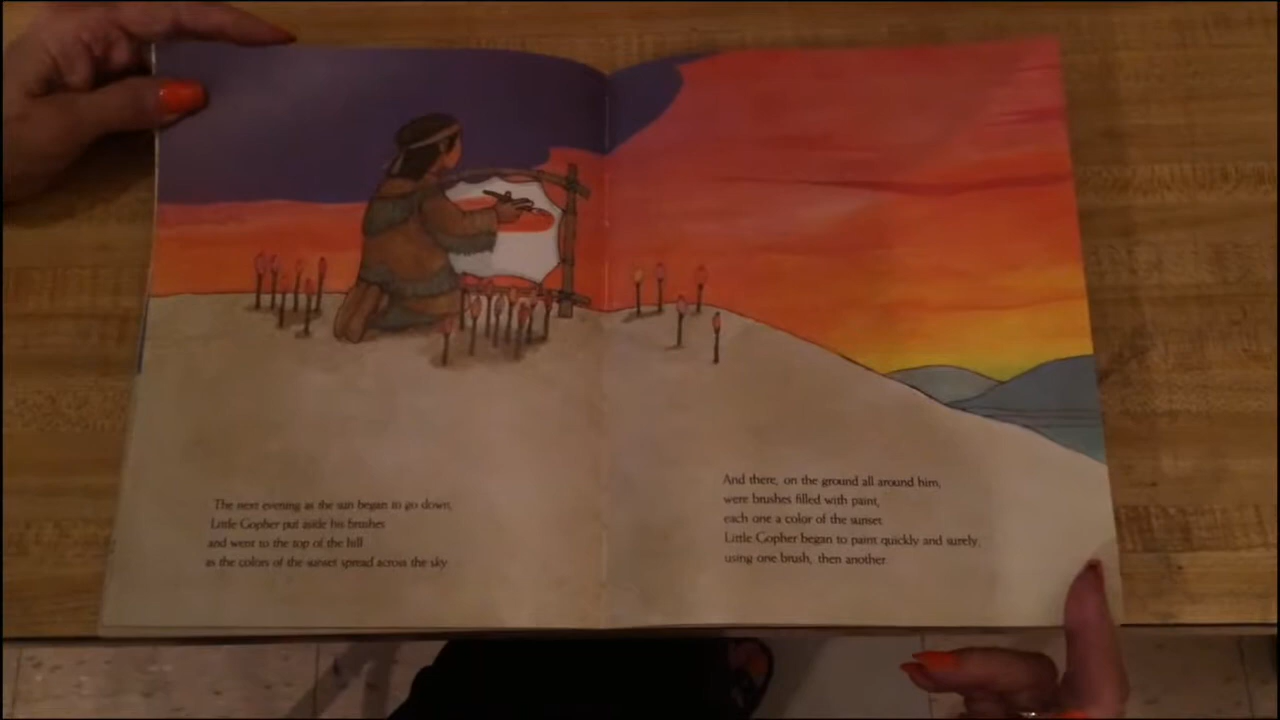 The next evening as the sun began to go down,
Little Gopher put aside his brushes
and went to the top of the hill
as the colors of the sunset spread across the sky.
And there, on the ground all around him,
were brushes filled with paint,
each one a color of the sunset.
Little Gopher began to paint quickly and surely,
using one brush, then another.